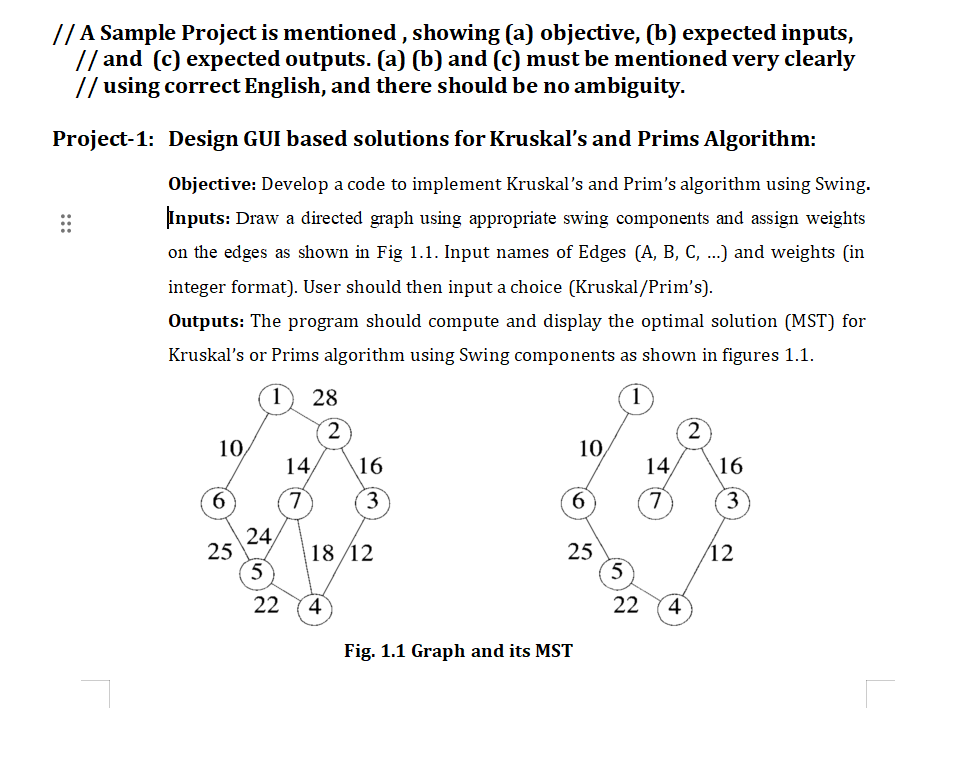 // A Sample Project is mentioned , showing (a) objective, (b) expected inputs,
// and (c) expected outputs. (a) (b) and (c) must be mentioned very clearly
// using correct English, and there should be no ambiguity.
Project-1: Design GUI based solutions for Kruskal's and Prims Algorithm:
Objective: Develop a code to implement Kruskal's and Prim's algorithm using Swing.
Inputs: Draw a directed graph using appropriate swing components and assign weights
on the edges as shown in Fig 1.1. Input names of Edges (A, B, C, ...) and weights (in
integer format). User should then input a choice (Kruskal/Prim's).
Outputs: The program should compute and display the optimal solution (MST) for
Kruskal's or Prims algorithm using Swing components as shown in figures 1.1.
1 28
2
10
14 16
6 7 3
24
25 18 12
5
22 4
1
2
10
14 16
6 7 3
25 12
5
22 4
Fig. 1.1 Graph and its MST